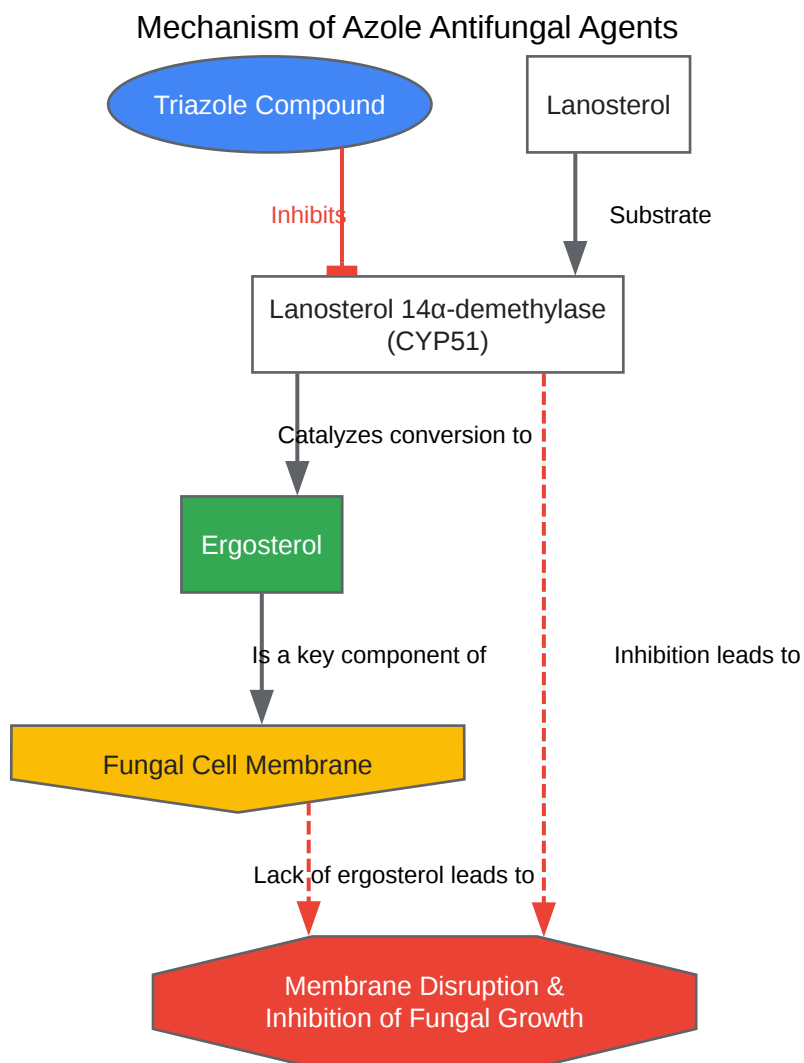 Mechanism of Azole Antifungal Agents
Triazole Compound
Lanosterol
Inhibits
Substrate
Lanosterol 14α-demethylase
(CYP51)
Catalyzes conversion to
Ergosterol
Is a key component of
Inhibition leads to
Fungal Cell Membrane
Lack of ergosterol leads to
Membrane Disruption &
Inhibition of Fungal Growth